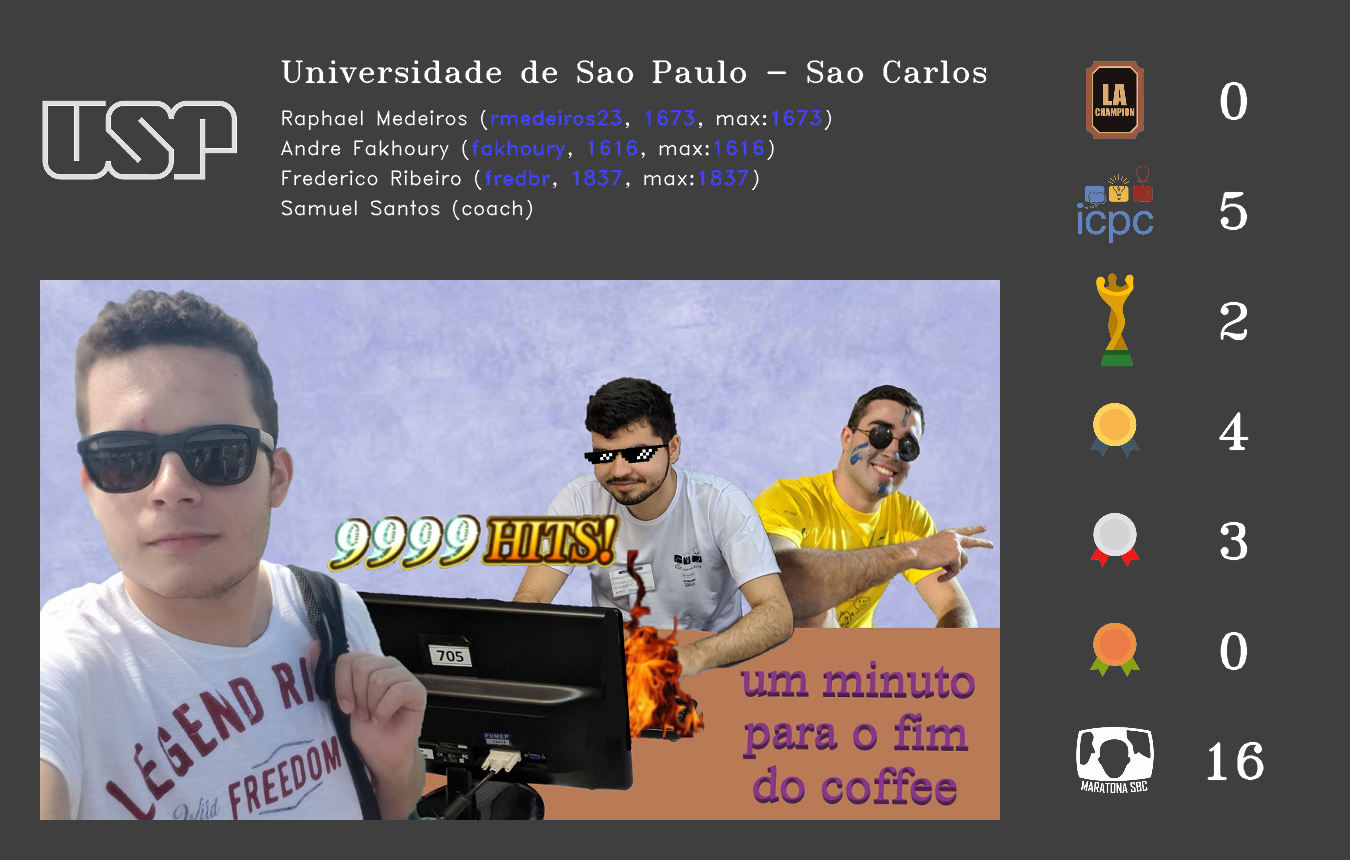 Universidade de Sao Paulo - Sao Carlos
USP
Raphael Medeiros (rmedeiros23, 1673, max:1673)
Andre Fakhoury (fakhoury, 1616, max:1616)
Frederico Ribeiro (fredbr, 1837, max:1837)
Samuel Santos (coach)
LA
CHAMPION
0
icpc
5
2
4
3
0
MARATONA SBC
16
9999 HITS!
705
FUMEP
LEGEND RI
Wild
FREEDOM
um minuto
para o fim
do coffee